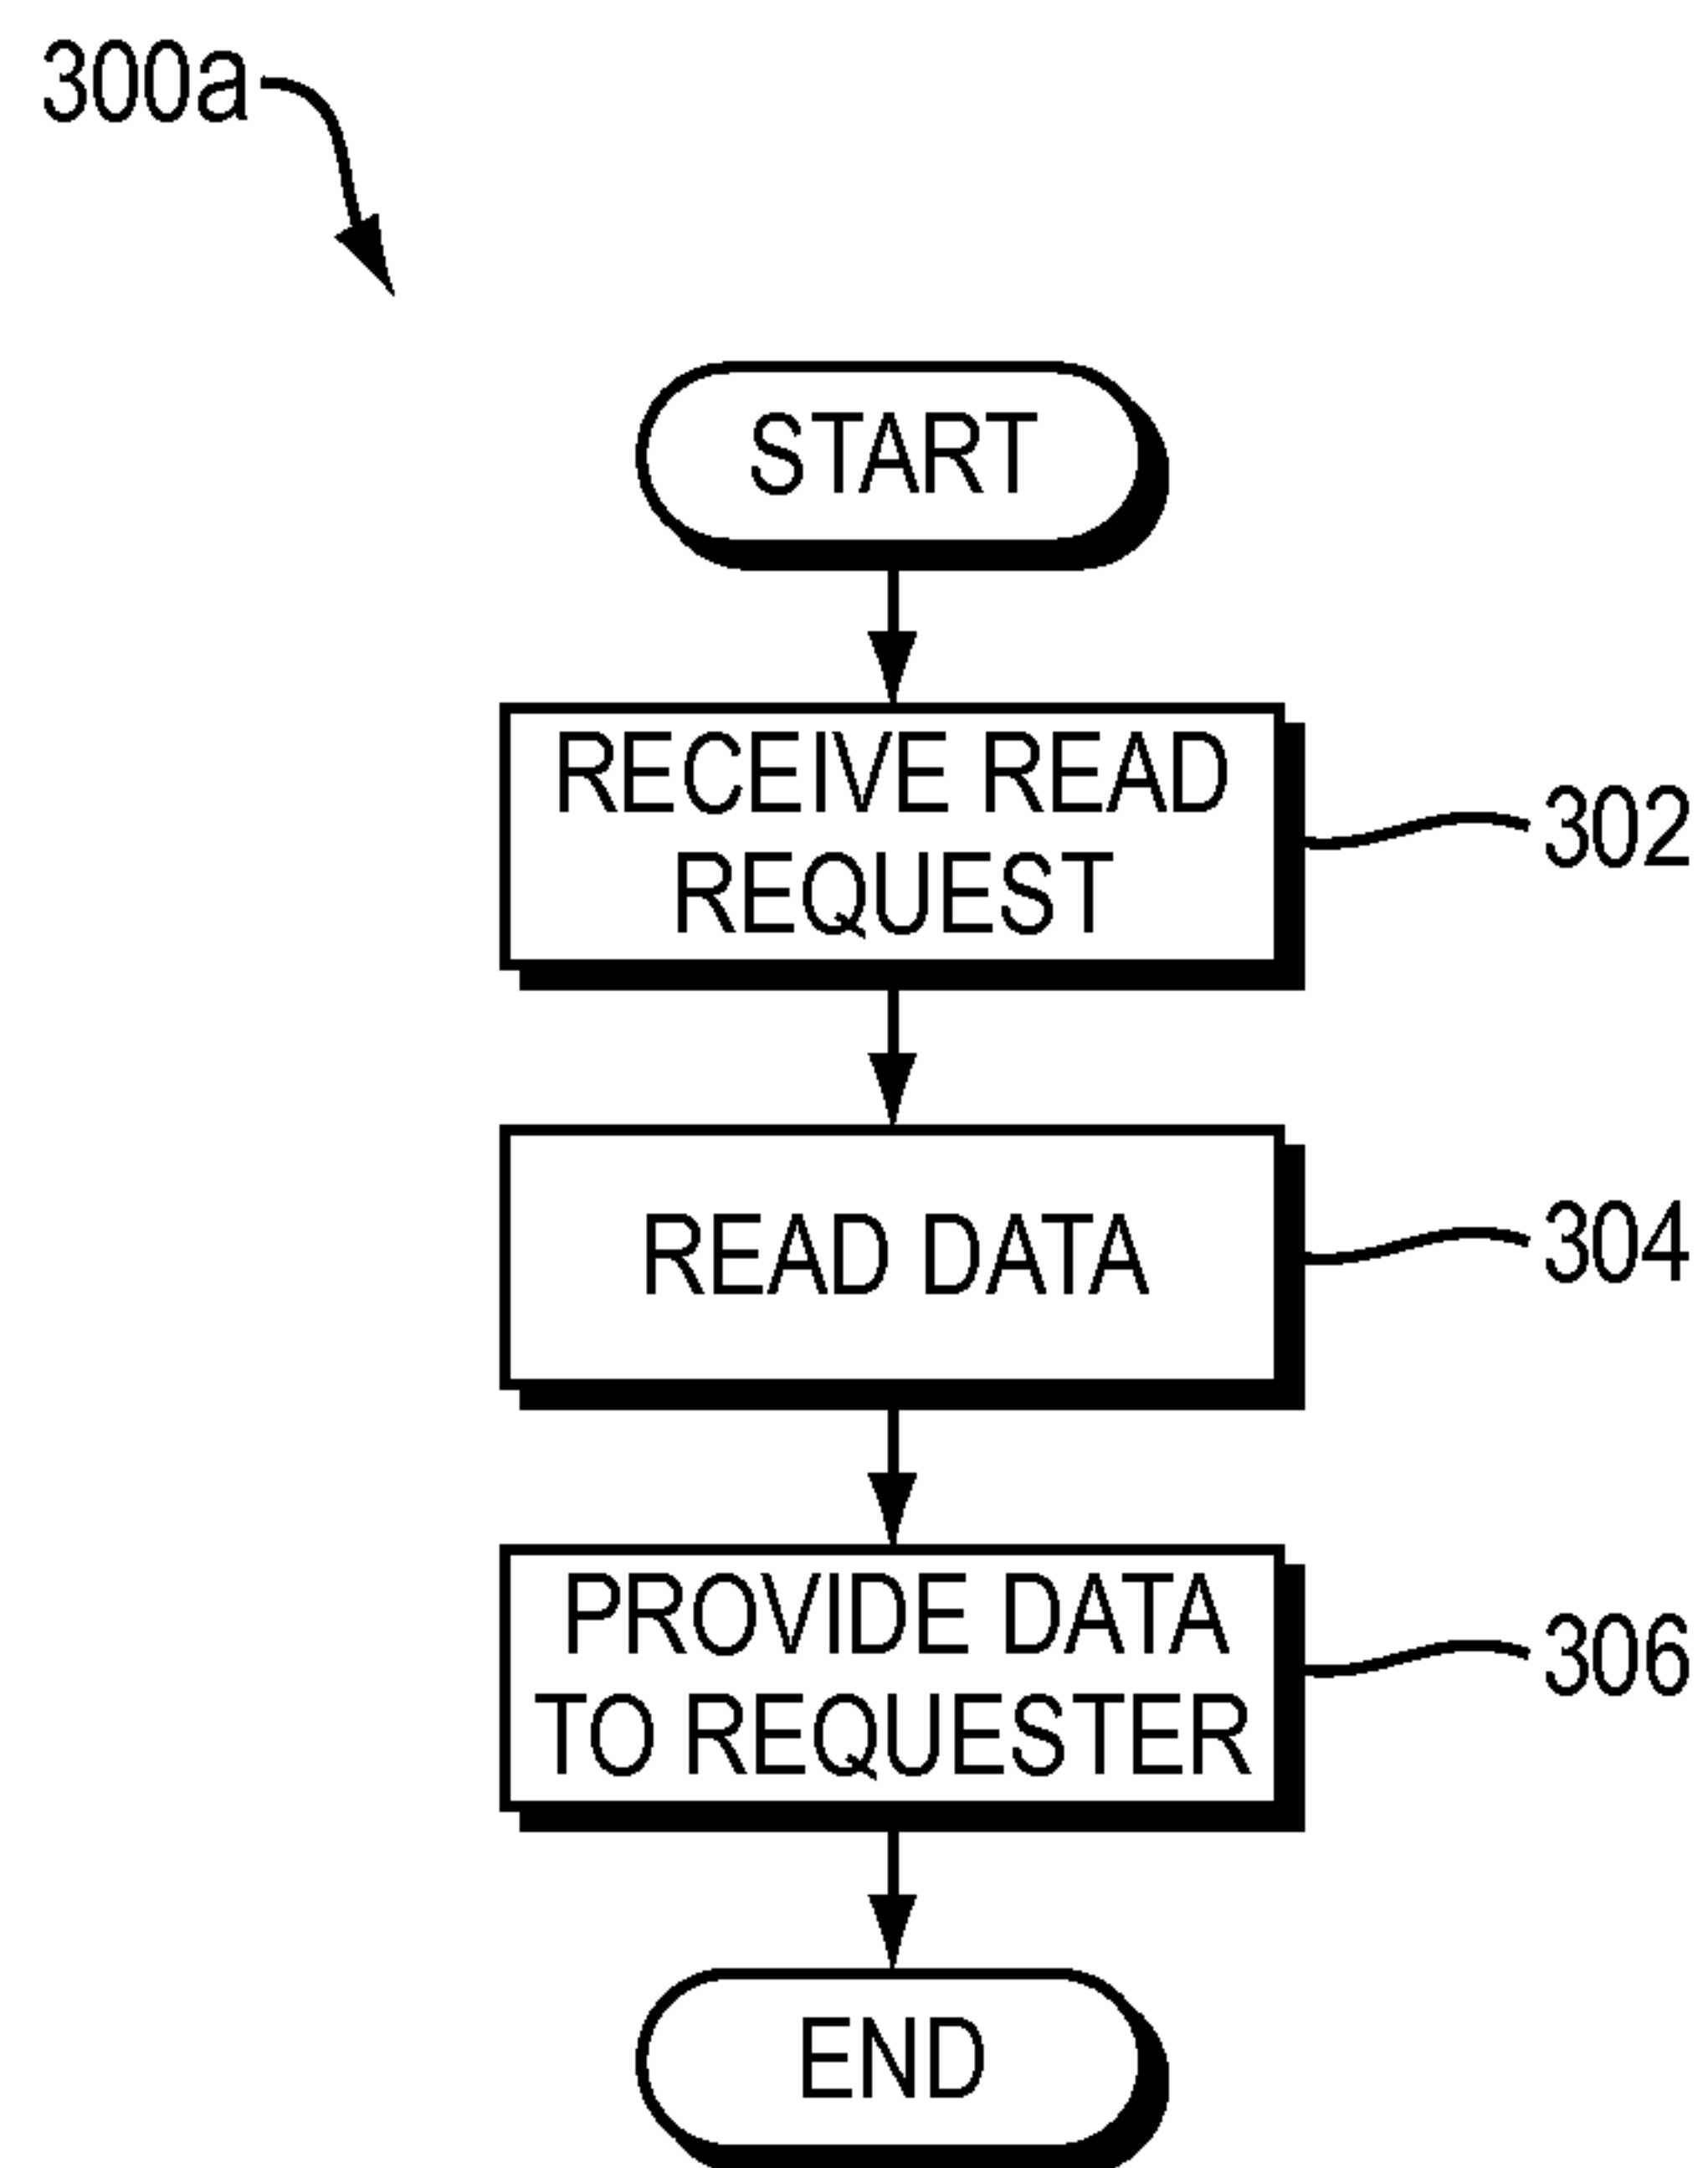 300a
START
RECEIVE READ
REQUEST
302
READ DATA
304
PROVIDE DATA
TO REQUESTER
306
END